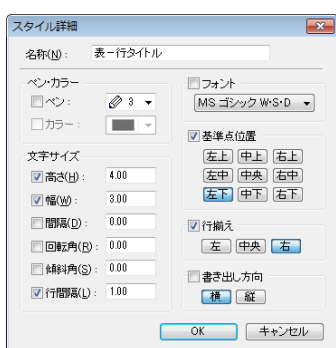 スタイル詳細
名称(N)： 表－行タイトル
ペン・カラー
ペン： 3
カラー：
文字サイズ
高さ(H)： 4.00
幅(W)： 3.00
間隔(D)： 0.00
回転角(R)： 0.00
傾斜角(S)： 0.00
行間隔(L)： 1.00
フォント
MS ゴシック W・S・D
基準点位置
左上 中上 右上
左中 中央 右中
左下 中下 右下
行揃え
左 中央 右
書き出し方向
横 縦
OK キャンセル